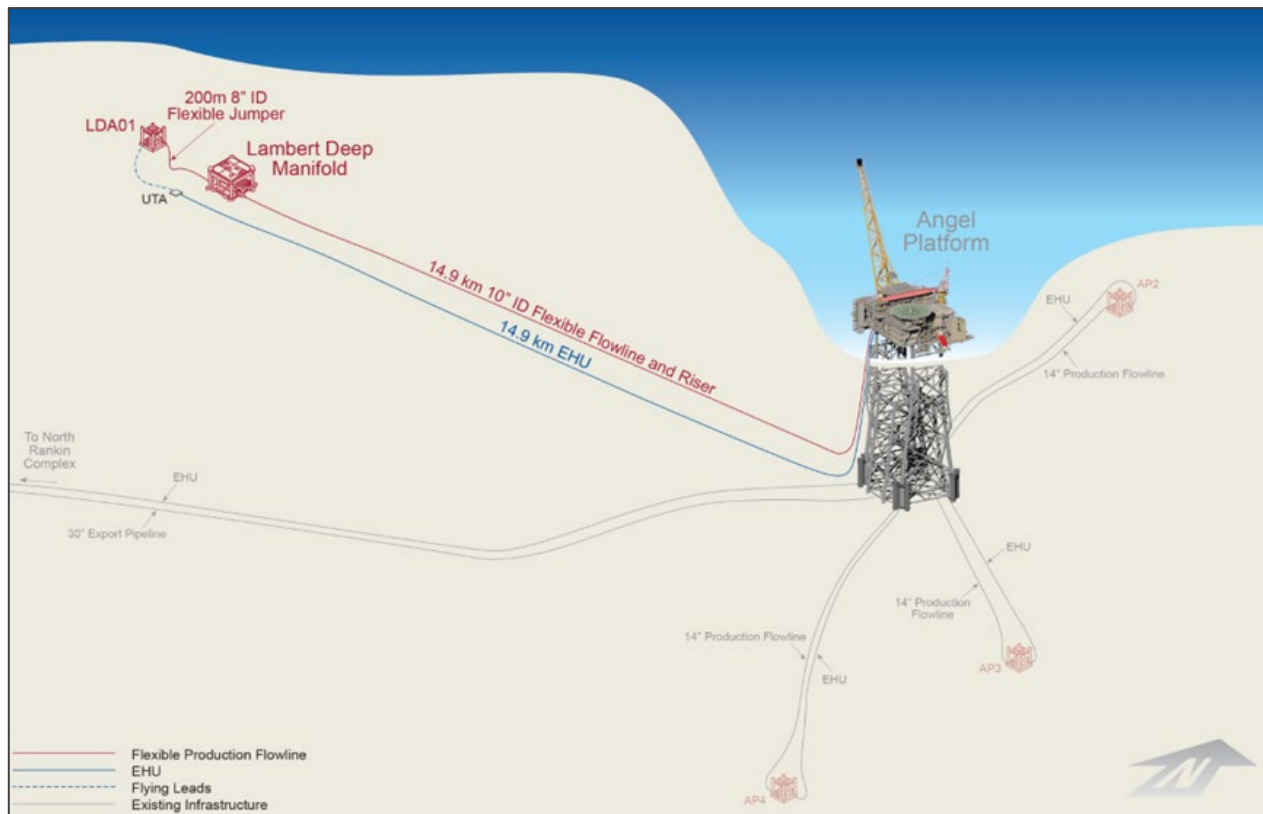 200m 8" ID
Flexible Jumper
LDA01
Lambert Deep
Manifold
UTA
Angel
Platform
AP2
EHU
14" Production Flowline
14.9 km 10" ID Flexible Flowline and Riser
14.9 km EHU
To North
Rankin
Complex
EHU
30" Export Pipeline
EHU
14" Production
Flowline
AP3
14" Production Flowline
EHU
AP4
Flexible Production Flowline
EHU
Flying Leads
Existing Infrastructure
N